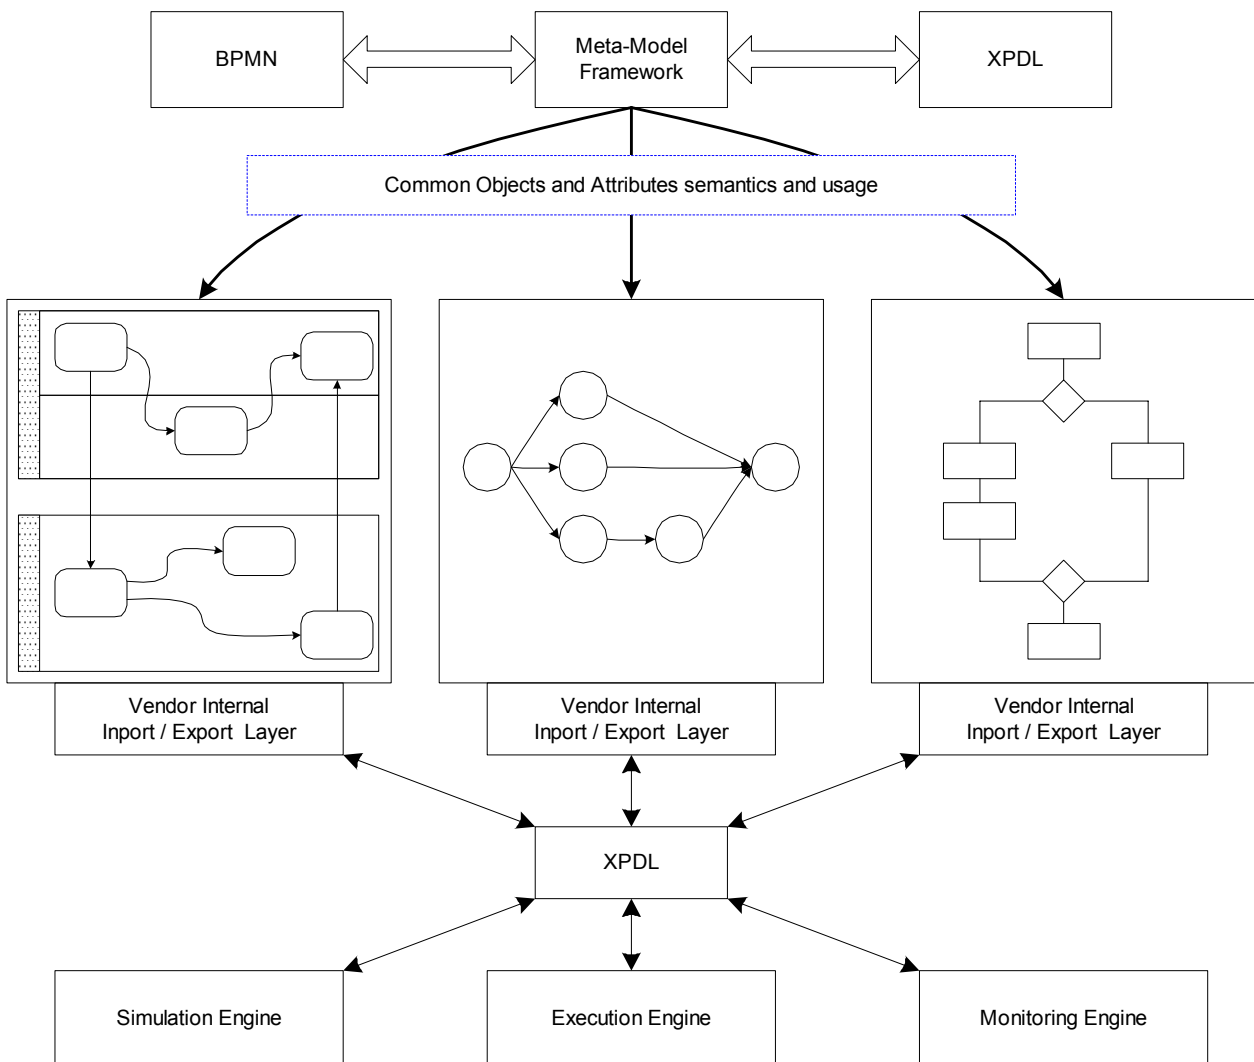 BPMN
Meta-Model
Framework
XPDL
Common Objects and Attributes semantics and usage
Vendor Internal
Inport / Export Layer
Vendor Internal
Inport / Export Layer
Vendor Internal
Inport / Export Layer
XPDL
Simulation Engine
Execution Engine
Monitoring Engine